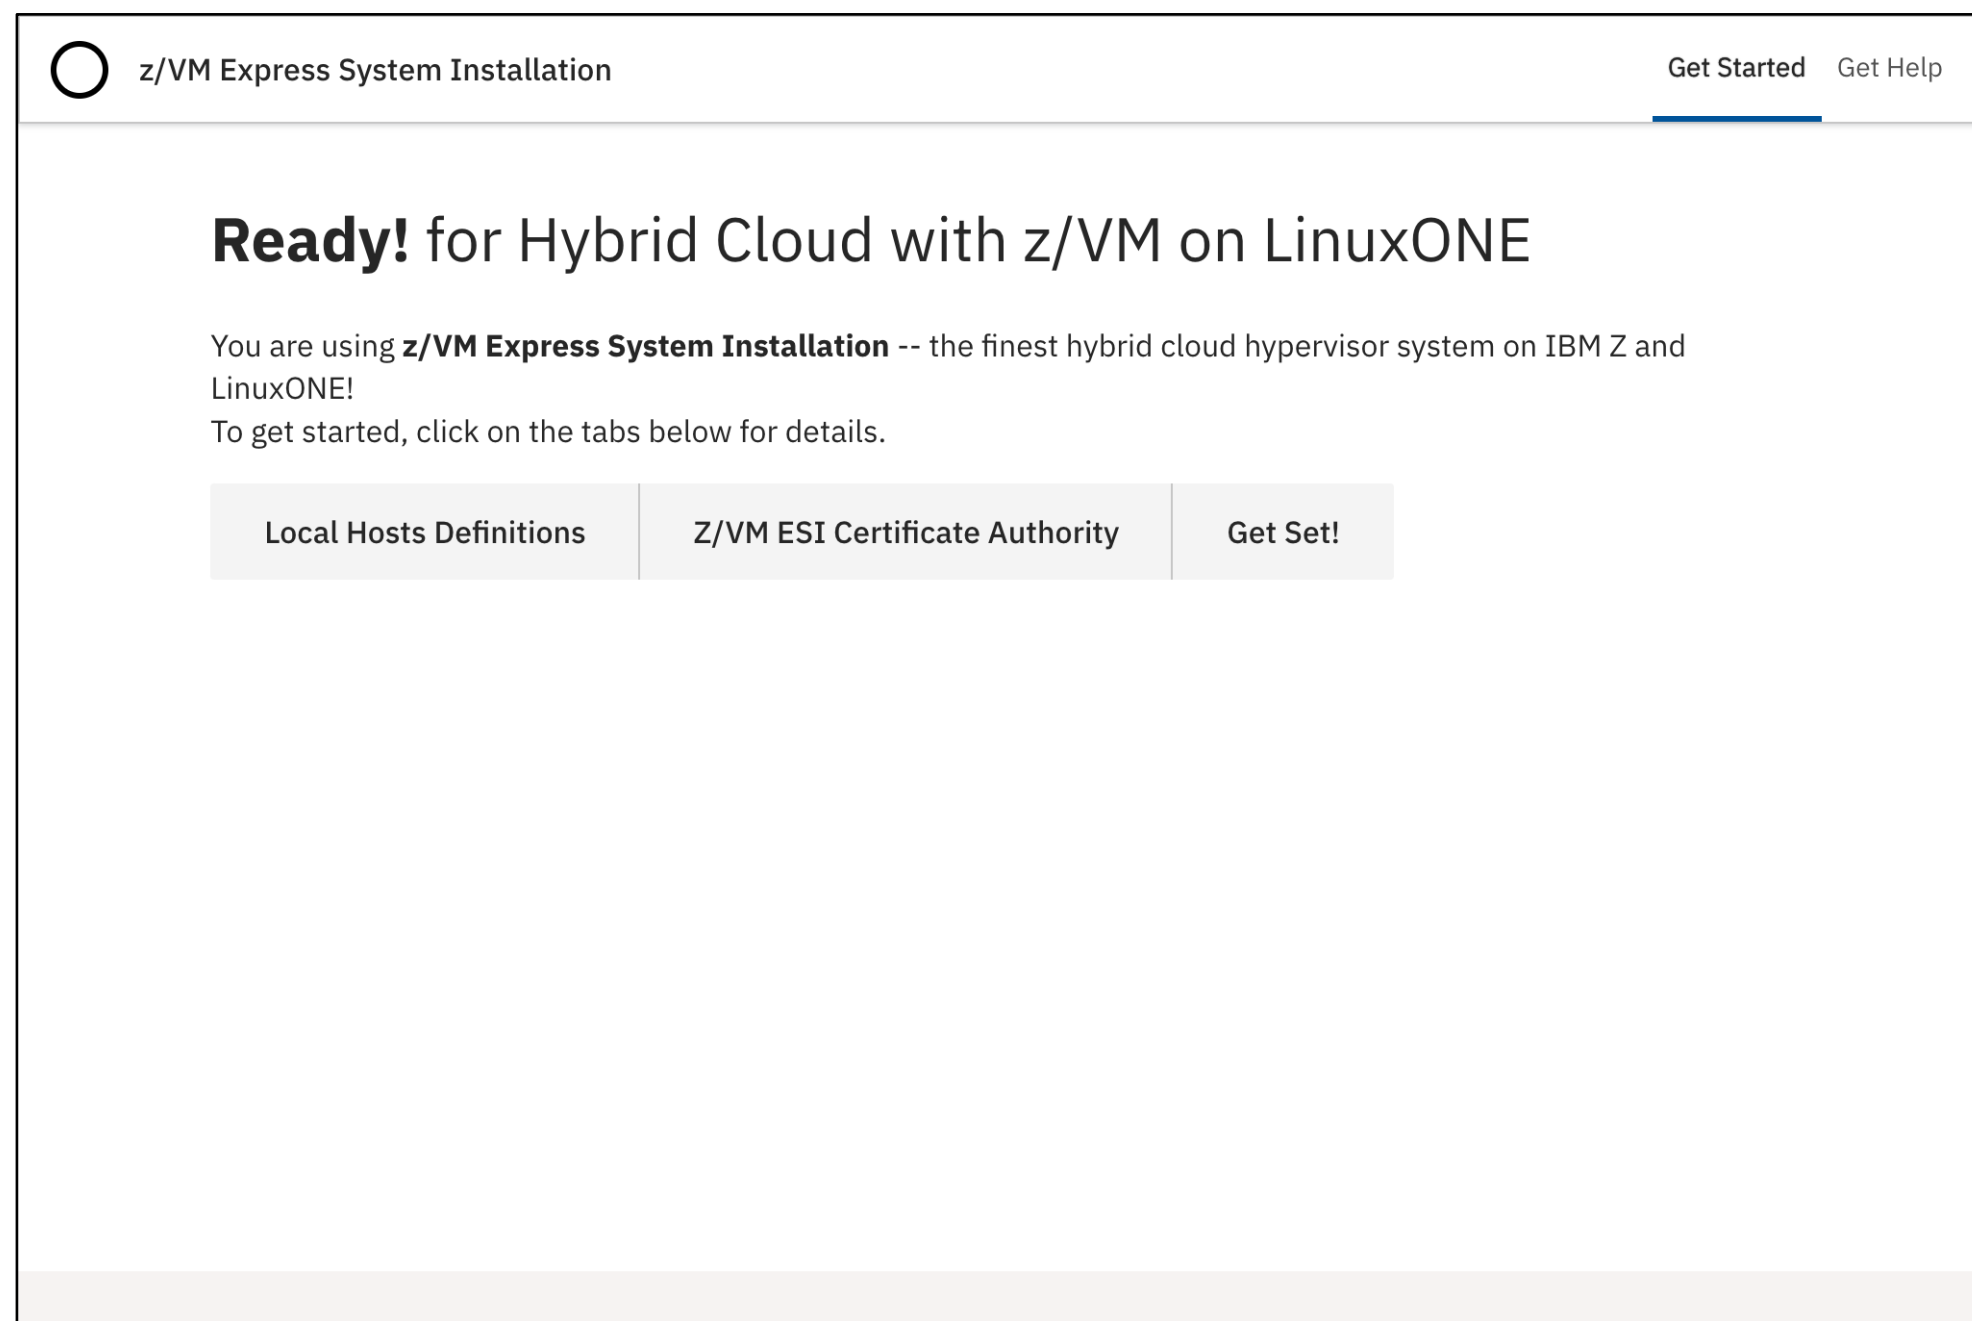 z/VM Express System Installation
Get Started
Get Help
Ready! for Hybrid Cloud with z/VM on LinuxONE
You are using z/VM Express System Installation -- the finest hybrid cloud hypervisor system on IBM Z and
LinuxONE!
To get started, click on the tabs below for details.
Local Hosts Definitions
Z/VM ESI Certificate Authority
Get Set!